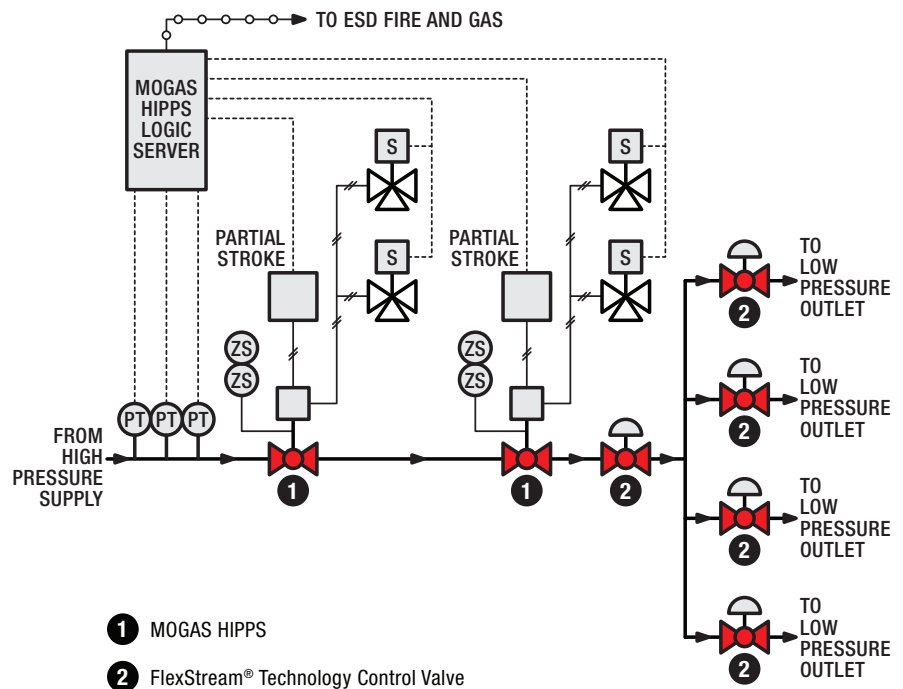 TO ESD FIRE AND GAS
MOGAS
HIPPS
LOGIC
SERVER
S
S
PARTIAL
STROKE
S
S
PARTIAL
STROKE
ZS
ZS
ZS
ZS
PT PT PT
FROM
HIGH
PRESSURE
SUPPLY
1
1
2
TO
LOW
PRESSURE
OUTLET
2
TO
LOW
PRESSURE
OUTLET
2
TO
LOW
PRESSURE
OUTLET
2
TO
LOW
PRESSURE
OUTLET
2
1 MOGAS HIPPS
2 FlexStream® Technology Control Valve